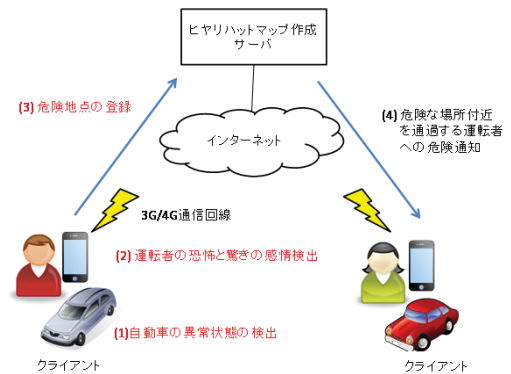 ヒヤリハットマップ作成
サーバ
(3) 危険地点の登録
(4) 危険な場所付近
を通過する運転者
への危険通知
インターネット
3G/4G通信回線
(2) 運転者の恐怖と驚きの感情検出
(1)自動車の異常状態の検出
クライアント
クライアント